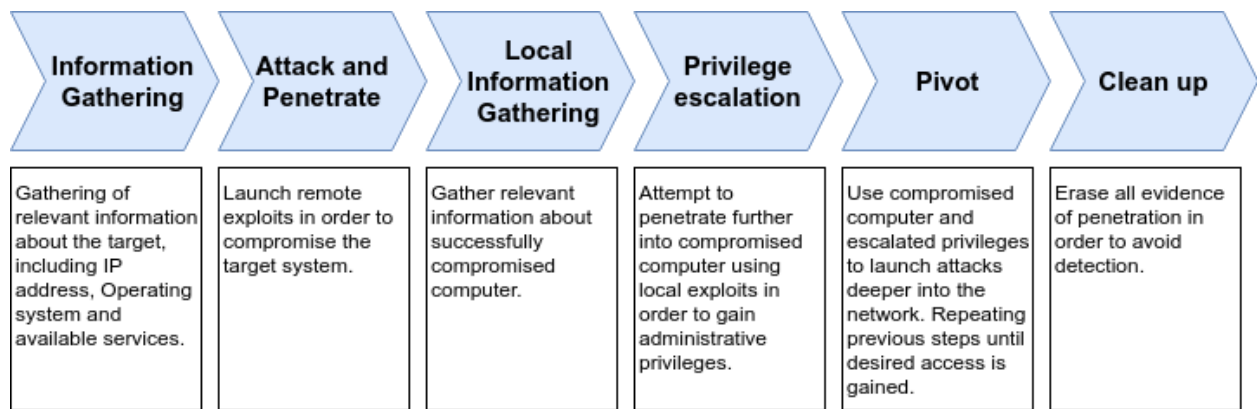 Information
Gathering
Attack and
Penetrate
Local
Information
Gathering
Privilege
escalation
Pivot
Clean up
Gathering of
relevant information
about the target,
including IP
address, Operating
system and
available services.
Launch remote
exploits in order to
compromise the
target system.
Gather relevant
information about
successfully
compromised
computer.
Attempt to
penetrate further
into compromised
computer using
local exploits in
order to gain
administrative
privileges.
Use compromised
computer and
escalated privileges
to launch attacks
deeper into the
network. Repeating
previous steps until
desired access is
gained.
Erase all evidence
of penetration in
order to avoid
detection.